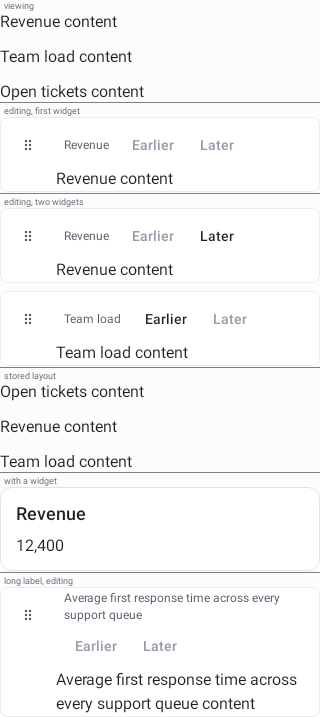 viewing
Revenue content
Team load content
Open tickets content
editing, first widget
Revenue Earlier Later
Revenue content
editing, two widgets
Revenue Earlier Later
Revenue content
Team load Earlier Later
Team load content
stored layout
Open tickets content
Revenue content
Team load content
with a widget
Revenue
12,400
long label, editing
Average first response time across every
support queue
Earlier Later
Average first response time across
every support queue content